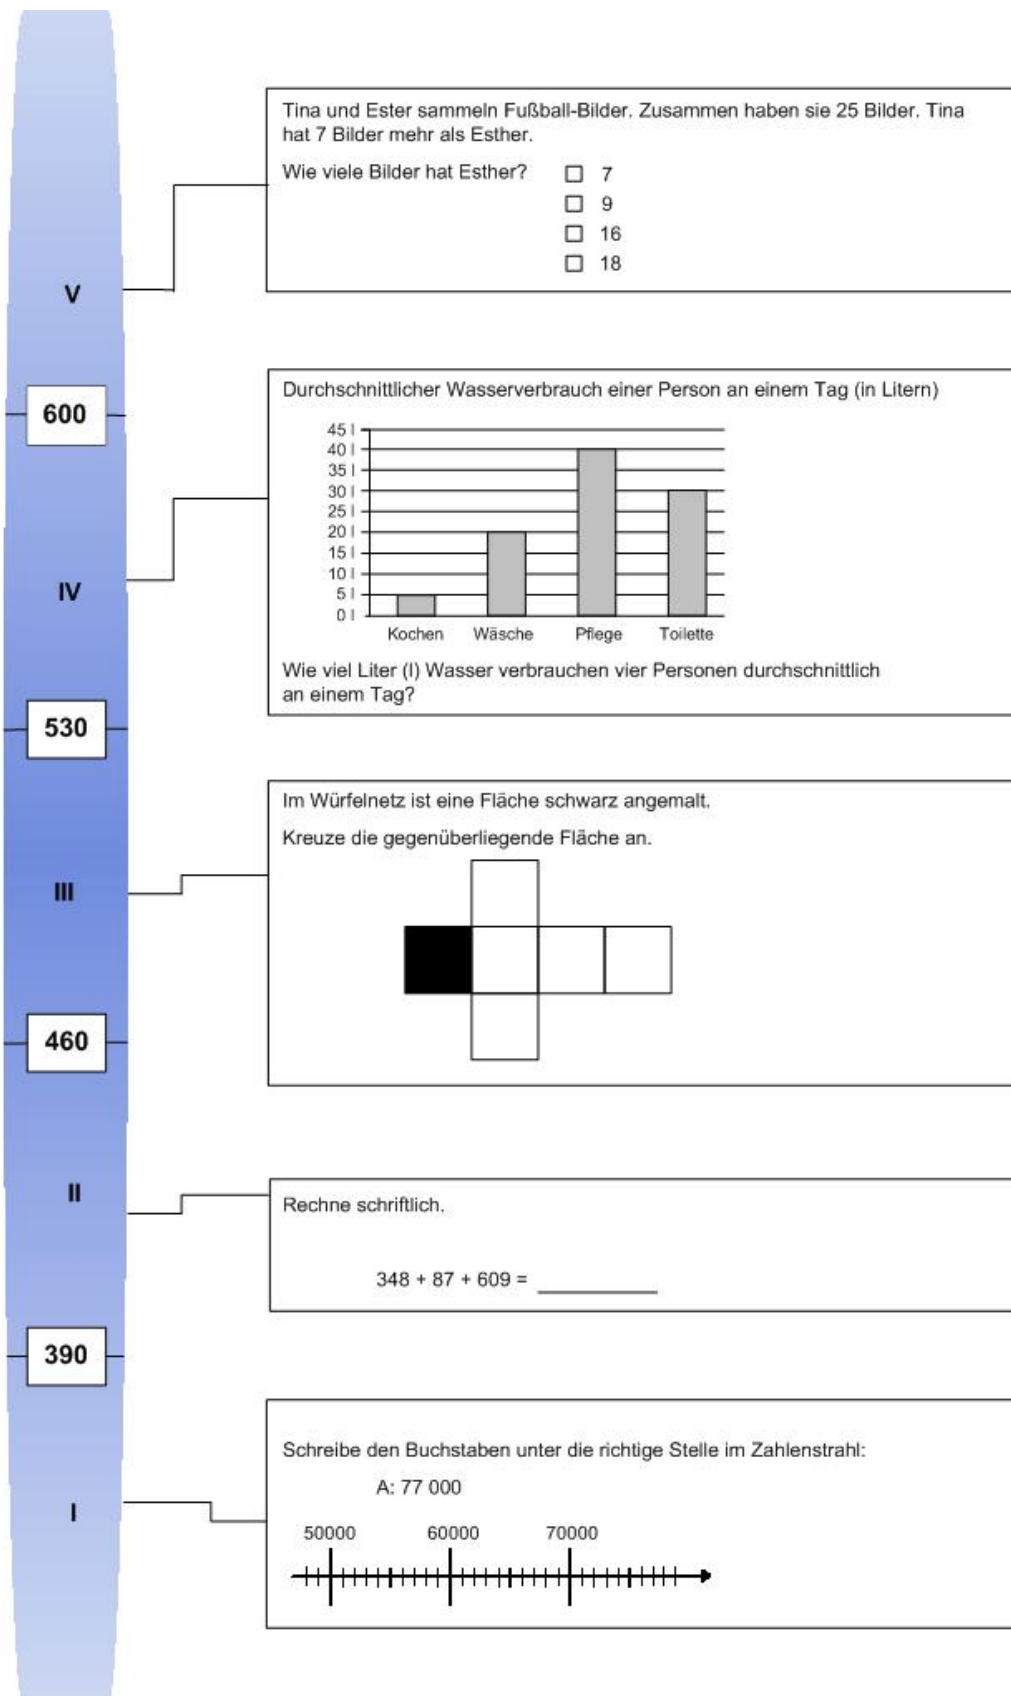 Tina und Ester sammeln Fußball-Bilder. Zusammen haben sie 25 Bilder. Tina
hat 7 Bilder mehr als Esther.
Wie viele Bilder hat Esther?
7
9
16
18
V
600
Durchschnittlicher Wasserverbrauch einer Person an einem Tag (in Litern)
45 l
40 l
35 l
30 l
25 l
20 l
15 l
10 l
5 l
0 l
Kochen Wäsche Pflege Toilette
Wie viel Liter (l) Wasser verbrauchen vier Personen durchschnittlich
an einem Tag?
IV
530
Im Würfelnetz ist eine Fläche schwarz angemalt.
Kreuze die gegenüberliegende Fläche an.
III
460
II
Rechne schriftlich.
348 + 87 + 609 = ____________
390
Schreibe den Buchstaben unter die richtige Stelle im Zahlenstrahl:
A: 77 000
I
50000 60000 70000